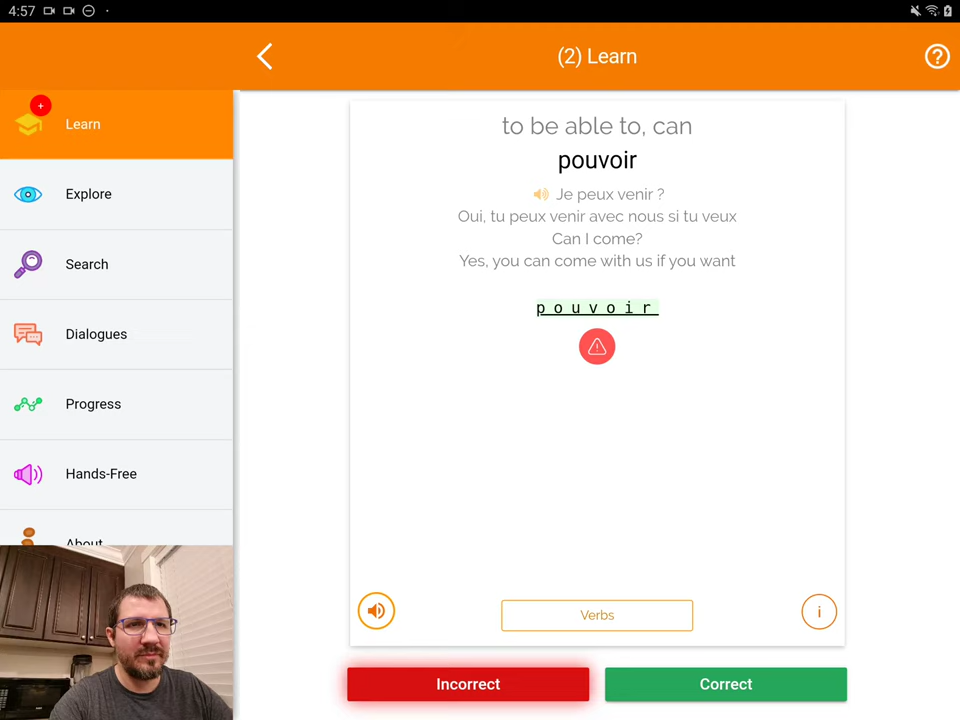 4:57
(2) Learn
+
Learn
Explore
Search
Dialogues
Progress
Hands-Free
About
to be able to, can
pouvoir
Je peux venir ?
Oui, tu peux venir avec nous si tu veux
Can I come?
Yes, you can come with us if you want
pouvoir
Verbs
i
Incorrect
Correct